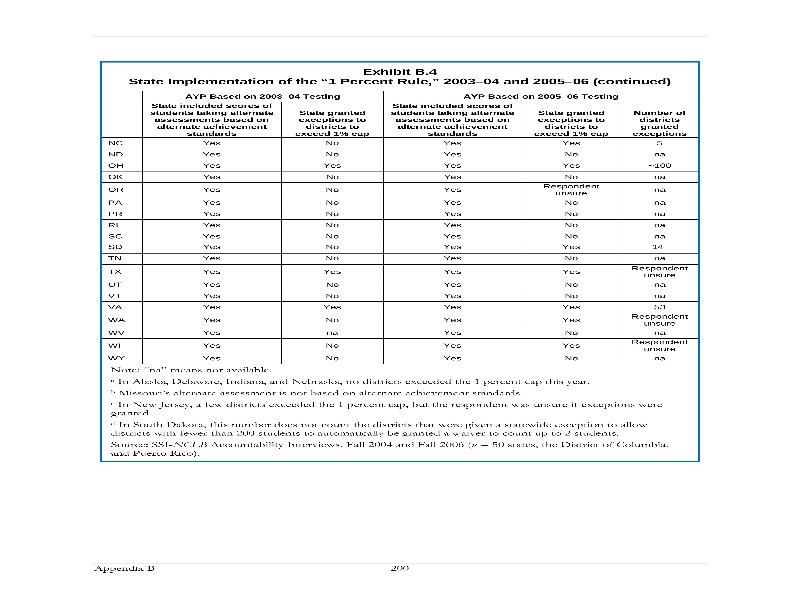 Exhibit B.4
State Implementation of the “1 Percent Rule,” 2003–04 and 2005–06 (continued)
AYP Based on 2003–04 Testing AYP Based on 2005–06 Testing
State included scores of students taking alternate assessments based on alternate achievement standards State granted exceptions to districts to exceed 1% cap State included scores of students taking alternate assessments based on alternate achievement standards State granted exceptions to districts to exceed 1% cap Number of districts granted exceptions
NC Yes No Yes Yes 5
ND Yes No Yes No na
OH Yes Yes Yes Yes ~100
OK Yes No Yes No na
OR Yes No Yes Respondent unsure na
PA Yes No Yes No na
PR Yes No Yes No na
RI Yes No Yes No na
SC Yes No Yes No na
SD Yes No Yes Yes 14
TN Yes No Yes No na
TX Yes Yes Yes Yes Respondent unsure
UT Yes No Yes No na
VT Yes No Yes No na
VA Yes Yes Yes Yes 53
WA Yes No Yes Yes Respondent unsure
WV Yes na Yes No na
WI Yes No Yes Yes Respondent unsure
WY Yes No Yes No na
Note: “na” means not available.
a In Alaska, Delaware, Indiana, and Nebraska, no districts exceeded the 1 percent cap this year.
b Missouri’s alternate assessment is not based on alternate achievement standards.
c In New Jersey, a few districts exceeded the 1 percent cap, but the respondent was unsure if exceptions were
granted.
d In South Dakota, this number does not count the districts that were given a statewide exception to allow
districts with fewer than 200 students to automatically be granted a waiver to count up to 2 students.
Source: SSI-NCLB Accountability Interviews, Fall 2004 and Fall 2006 (n = 50 states, the District of Columbia,
and Puerto Rico).
Appendix B 200